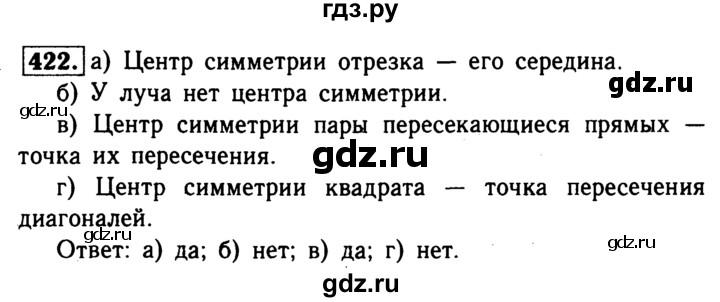 гдз.ру
422. а) Центр симметрии отрезка — его середина.
gdz.ru
gdz.ru
б) У луча нет центра симметрии.
в) Центр симметрии пары пересекающиеся прямых —
точка их пересечения.
gdz.ru
г) Центр симметрии квадрата — точка пересечения
диагоналей.
gdz.ru
gdz.ru
Ответ: а) да; б) нет; в) да; г) нет.
gdz.ru